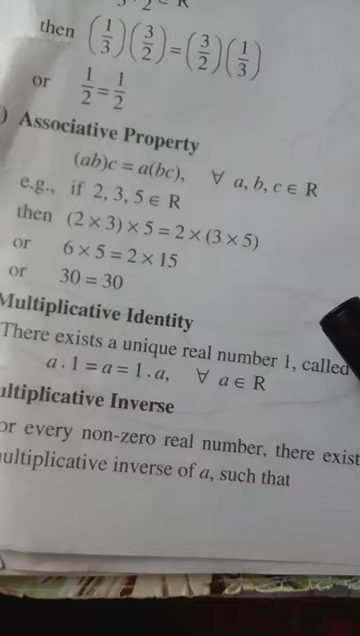 then (1/3)(3/2) = (3/2)(1/3)
or 1/2 = 1/2
) Associative Property
(ab)c = a(bc), ∀ a, b, c ∈ R
e.g., if 2, 3, 5 ∈ R
then (2 × 3) × 5 = 2 × (3 × 5)
or 6 × 5 = 2 × 15
or 30 = 30
Multiplicative Identity
There exists a unique real number 1, called
a . 1 = a = 1 . a, ∀ a ∈ R
ultiplicative Inverse
or every non-zero real number, there exist
ultiplicative inverse of a, such that